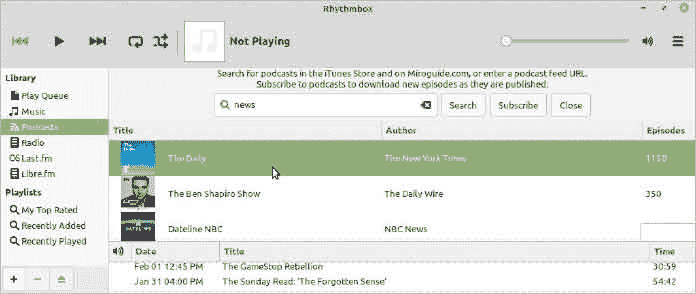 Rhythmbox
Not Playing
Library
Play Queue
Music
Podcasts
Radio
Last.fm
Libre.fm
Playlists
My Top Rated
Recently Added
Recently Played
Search for podcasts in the iTunes Store and on Miroguide.com, or enter a podcast feed URL.
Subscribe to podcasts to download new episodes as they are published.
news Search Subscribe Close
Title Author Episodes
The Daily The New York Times 1150
The Ben Shapiro Show The Daily Wire 350
Dateline NBC NBC News
Date Title Time
Feb 01 12:45 PM The GameStop Rebellion 30:59
Jan 31 04:00 PM The Sunday Read: 'The Forgotten Sense' 54:42